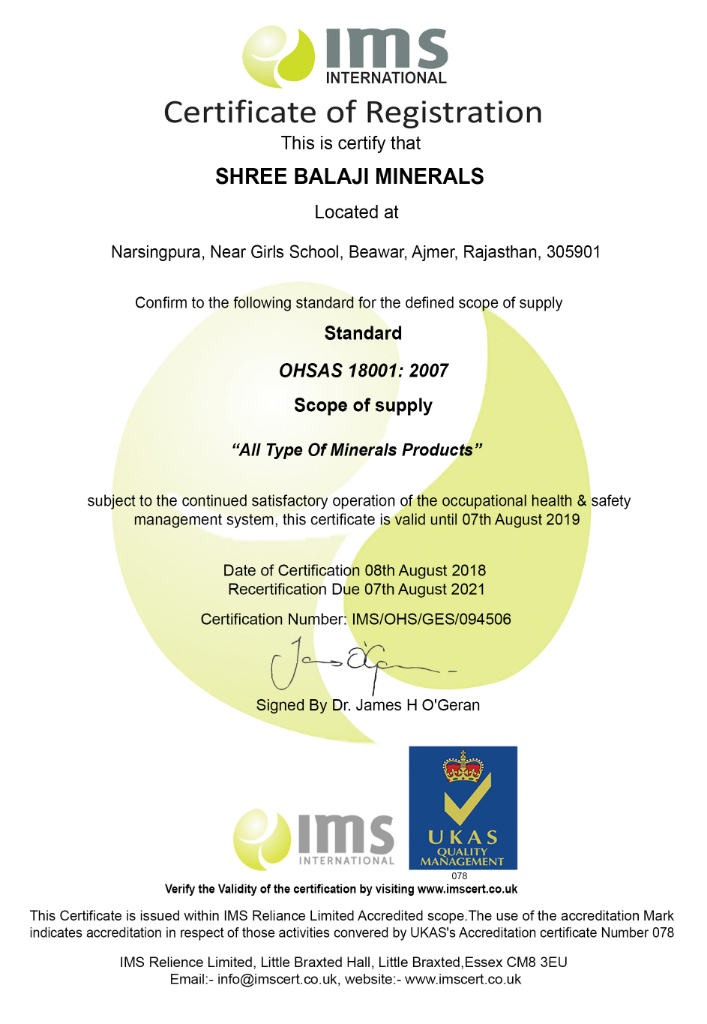 ims
INTERNATIONAL
Certificate of Registration
This is certify that
SHREE BALAJI MINERALS
Located at
Narsingpura, Near Girls School, Beawar, Ajmer, Rajasthan, 305901
Confirm to the following standard for the defined scope of supply
Standard
OHSAS 18001: 2007
Scope of supply
“All Type Of Minerals Products”
subject to the continued satisfactory operation of the occupational health & safety
management system, this certificate is valid until 07th August 2019
Date of Certification 08th August 2018
Recertification Due 07th August 2021
Certification Number: IMS/OHS/GES/094506
James O'Geran
Signed By Dr. James H O'Geran
ims
INTERNATIONAL
UKAS
QUALITY
MANAGEMENT
078
Verify the Validity of the certification by visiting www.imscert.co.uk
This Certificate is issued within IMS Reliance Limited Accredited scope.The use of the accreditation Mark
indicates accreditation in respect of those activities convered by UKAS's Accreditation certificate Number 078
IMS Relience Limited, Little Braxted Hall, Little Braxted,Essex CM8 3EU
Email:- info@imscert.co.uk, website:- www.imscert.co.uk